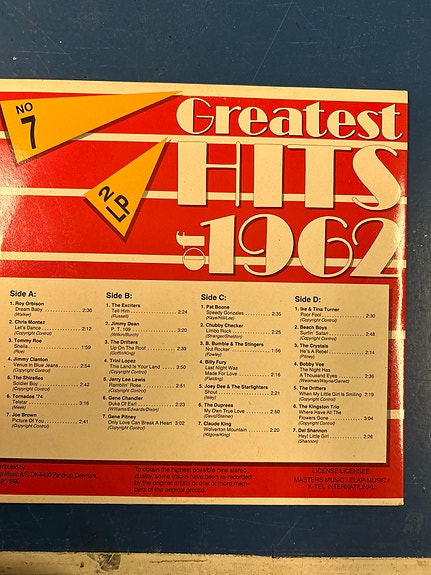 NO
7
2
LP
Greatest
HITS
of 1962
Side A:
1. Roy Orbison
Dream Baby ........ 2:36
(Walker)
2. Chris Montez
Let's Dance ........ 2:12
(Copyright Control)
3. Tommy Roe
Sheila ........ 1:59
(Roe)
4. Jimmy Clanton
Venus In Blue Jeans .. 2:54
(Copyright Control)
5. The Shirelles
Soldier Boy ........ 2:42
(Copyright Control)
6. Tornados '74
Telstar ........ 3:16
(Meek)
7. Joe Brown
Picture Of You ........ 2:41
(Copyright Control)
Side B:
1. The Exciters
Tell Him ........ 2:24
(Russell)
2. Jimmy Dean
P. T. 109 ........ 3:20
(Wilkin/Burch)
3. The Drifters
Up On The Roof ...... 3:33
(Goffin/King)
4. Trini Lopez
This Land Is Your Land . 3:50
(Copyright Control)
5. Jerry Lee Lewis
Ramblin' Rose ....... 2:51
(Copyright Control)
6. Gene Chandler
Duke Of Earl ........ 2:22
(Williams/Edwards/Dixon)
7. Gene Pitney
Only Love Can Break A Heart 3:02
(Copyright Control)
Side C:
1. Pat Boone
Speedy Gonzales ...... 2:35
(Kaye/Hill/Lee)
2. Chubby Checker
Limbo Rock ........ 2:25
(Strange/Sheldon)
3. B. Bumble & The Stingers
Nut Rocker ........ 1:56
(Fowley)
4. Billy Fury
Last Night Was
Made For Love ....... 2:16
(Fielding)
5. Joey Dee & The Starlighters
Shout ........ 2:21
(Isley)
6. The Dupress
My Own True Love .... 2:50
(David/Steiner)
7. Claude King
Wolverton Mountain ... 2:20
(Kilgore/King)
Side D:
1. Ike & Tina Turner
Poor Fool ........ 2:30
(Copyright Control)
2. Beach Boys
Surfin' Safari ........ 2:48
(Copyright Control)
3. The Crystals
He's A Rebel ........ 2:14
(Pitney)
4. Bobby Vee
The Night Has
A Thousand Eyes ..... 2:36
(Weisman/Wayne/Garrett)
5. The Drifters
When My Little Girl Is Smiling 2:19
(Copyright Control)
6. The Kingston Trio
Where Have All The
Flowers Gone ........ 3:04
(Copyright Control)
7. Del Shannon
Hey! Little Girl ....... 2:26
(Shannon)
To obtain the highest possible new stereo
quality, some tracks have been re recorded
by the original artists or one or more mem-
bers of the original groups.
LICENSE/LICENSEE:
MASTERS MUSIC / ELAP-MUSIC /
K-TEL INTERNATIONAL